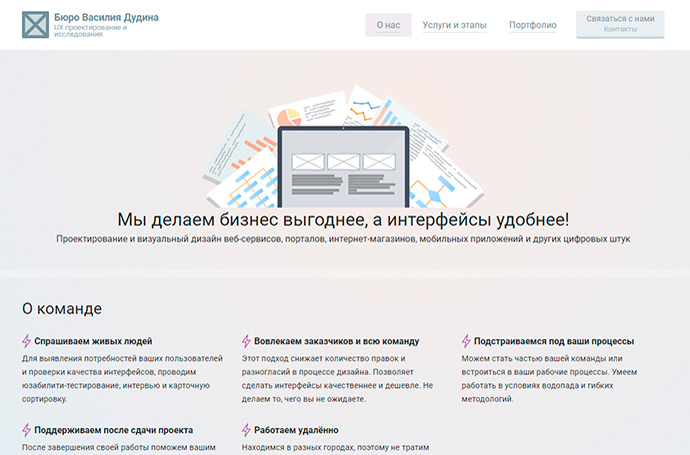 Бюро Василия Дудина
UX проектирование и
исследования
О нас
Услуги и этапы
Портфолио
Связаться с нами
Контакты
Мы делаем бизнес выгоднее, а интерфейсы удобнее!
Проектирование и визуальный дизайн веб-сервисов, порталов, интернет-магазинов, мобильных приложений и других цифровых штук
О команде
Спрашиваем живых людей
Для выявления потребностей ваших пользователей
и проверки качества интерфейсов, проводим
юзабилити-тестирование, интервью и карточную
сортировку.
Вовлекаем заказчиков и всю команду
Этот подход снижает количество правок и
разногласий в процессе дизайна. Позволяет
сделать интерфейсы качественнее и дешевле. Не
делаем то, чего вы не ожидаете.
Подстраиваемся под ваши процессы
Можем стать частью вашей команды или
встроиться в ваши рабочие процессы. Умеем
работать в условиях водопада и гибких
методологий.
Поддерживаем после сдачи проекта
После завершения своей работы поможем вашим
Работаем удалённо
Находимся в разных городах, поэтому не тратим